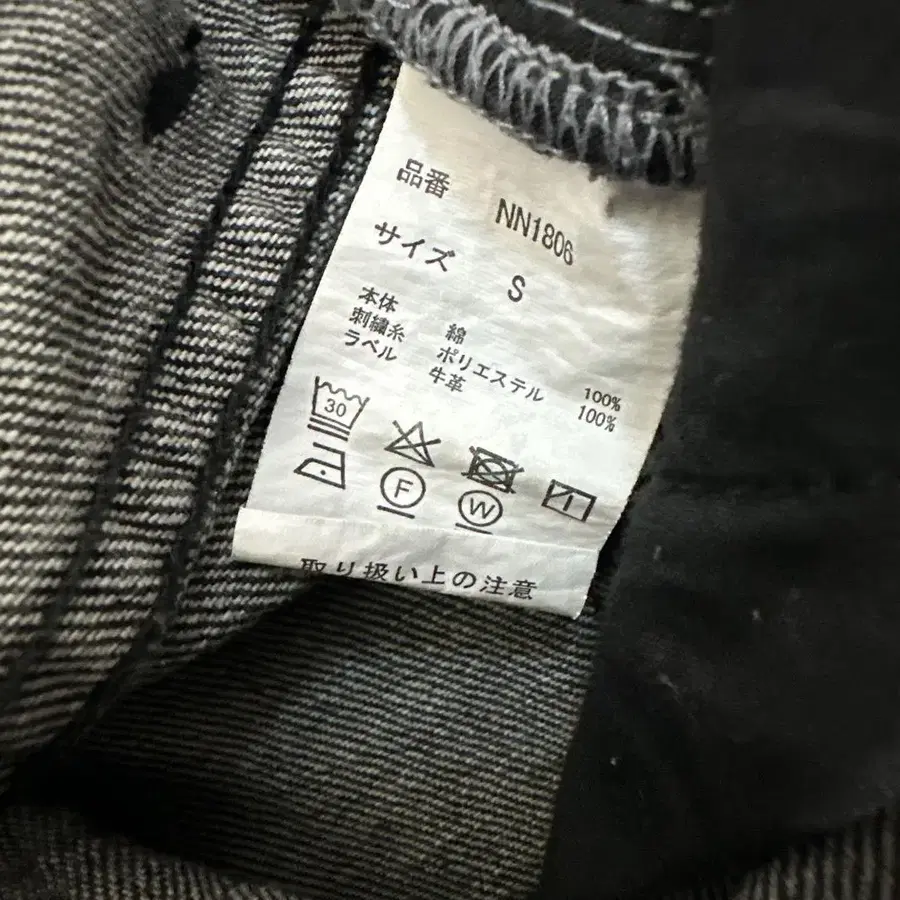 品番 NN1806
サイズ S
本体 綿 100%
刺繍糸 ポリエステル 100%
ラベル 牛革
30
F W
取り扱い上の注意